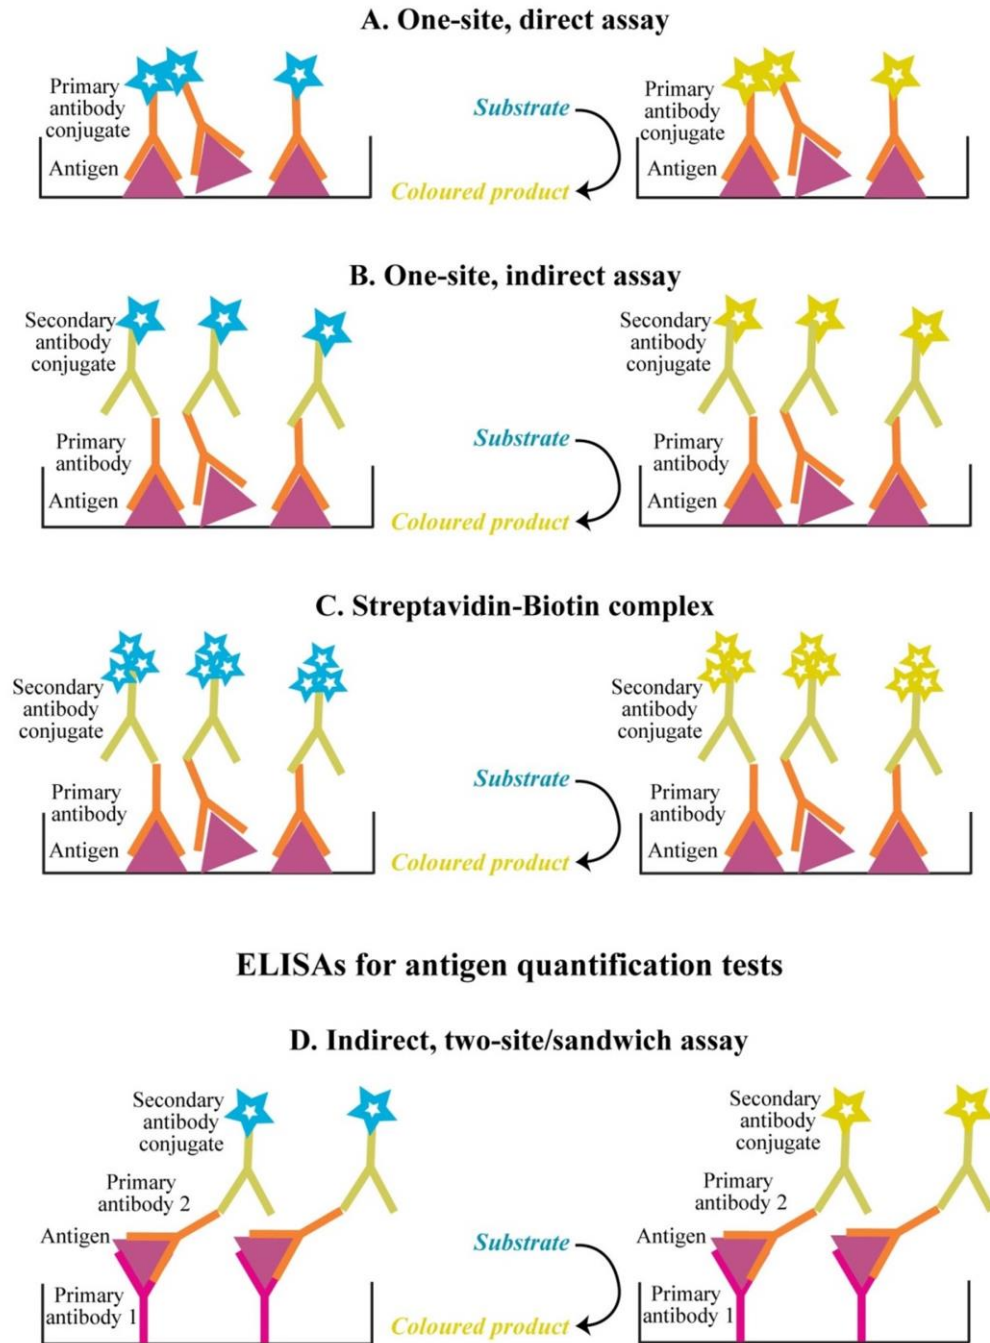 A. One-site, direct assay
Primary
antibody
conjugate
Antigen
Substrate
Coloured product
Primary
antibody
conjugate
Antigen
B. One-site, indirect assay
Secondary
antibody
conjugate
Primary
antibody
Antigen
Substrate
Coloured product
Secondary
antibody
conjugate
Primary
antibody
Antigen
C. Streptavidin-Biotin complex
Secondary
antibody
conjugate
Primary
antibody
Antigen
Substrate
Coloured product
Secondary
antibody
conjugate
Primary
antibody
Antigen
ELISAs for antigen quantification tests
D. Indirect, two-site/sandwich assay
Secondary
antibody
conjugate
Primary
antibody 2
Antigen
Primary
antibody 1
Substrate
Coloured product
Secondary
antibody
conjugate
Primary
antibody 2
Antigen
Primary
antibody 1